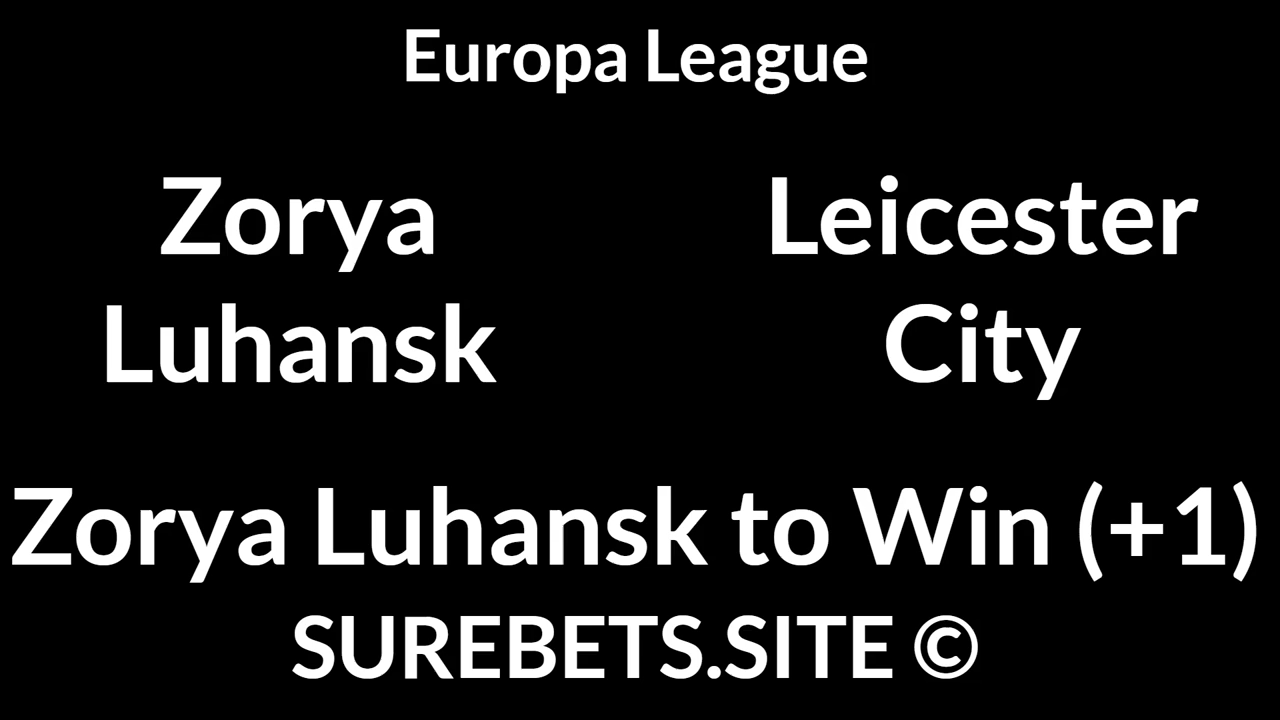 Europa League
Zorya
Luhansk
Leicester
City
Zorya Luhansk to Win (+1)
SUREBETS.SITE ©